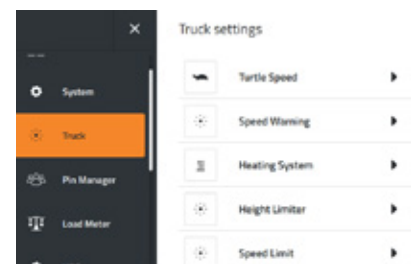 Truck settings
System
Truck
Pin Manager
Load Meter
Turtle Speed
Speed Warning
Heating System
Height Limiter
Speed Limit